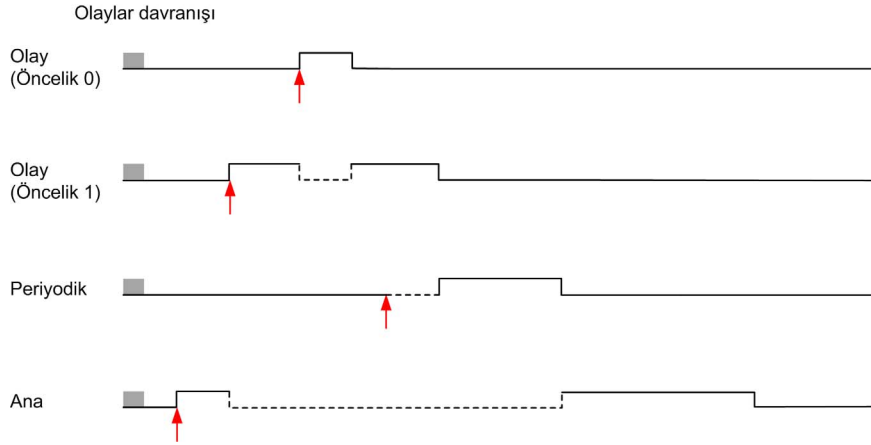 Olaylar davranışı
Olay
(Öncelik 0)
Olay
(Öncelik 1)
Periyodik
Ana